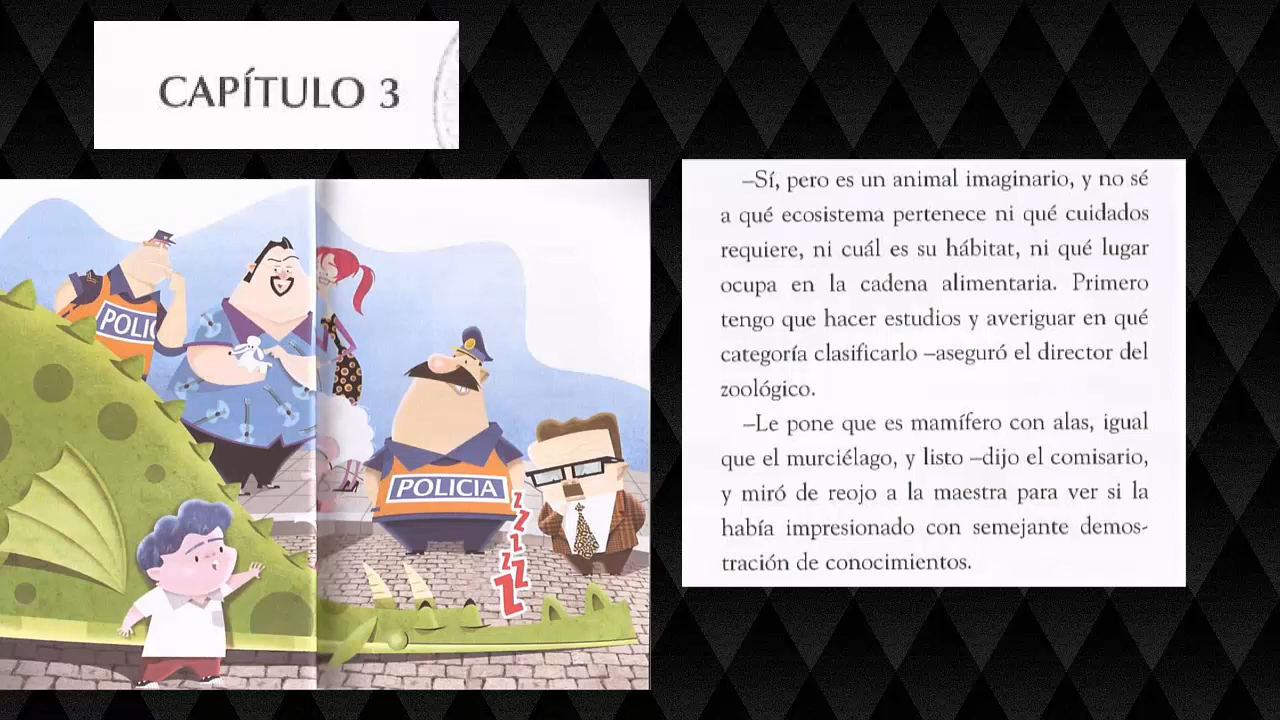 CAPÍTULO 3
POLIC
POLICIA
z
z
z
z
z
z
z
–Sí, pero es un animal imaginario, y no sé
a qué ecosistema pertenece ni qué cuidados
requiere, ni cuál es su hábitat, ni qué lugar
ocupa en la cadena alimentaria. Primero
tengo que hacer estudios y averiguar en qué
categoría clasificarlo –aseguró el director del
zoológico.
–Le pone que es mamífero con alas, igual
que el murciélago, y listo –dijo el comisario,
y miró de reojo a la maestra para ver si la
había impresionado con semejante demos-
tración de conocimientos.